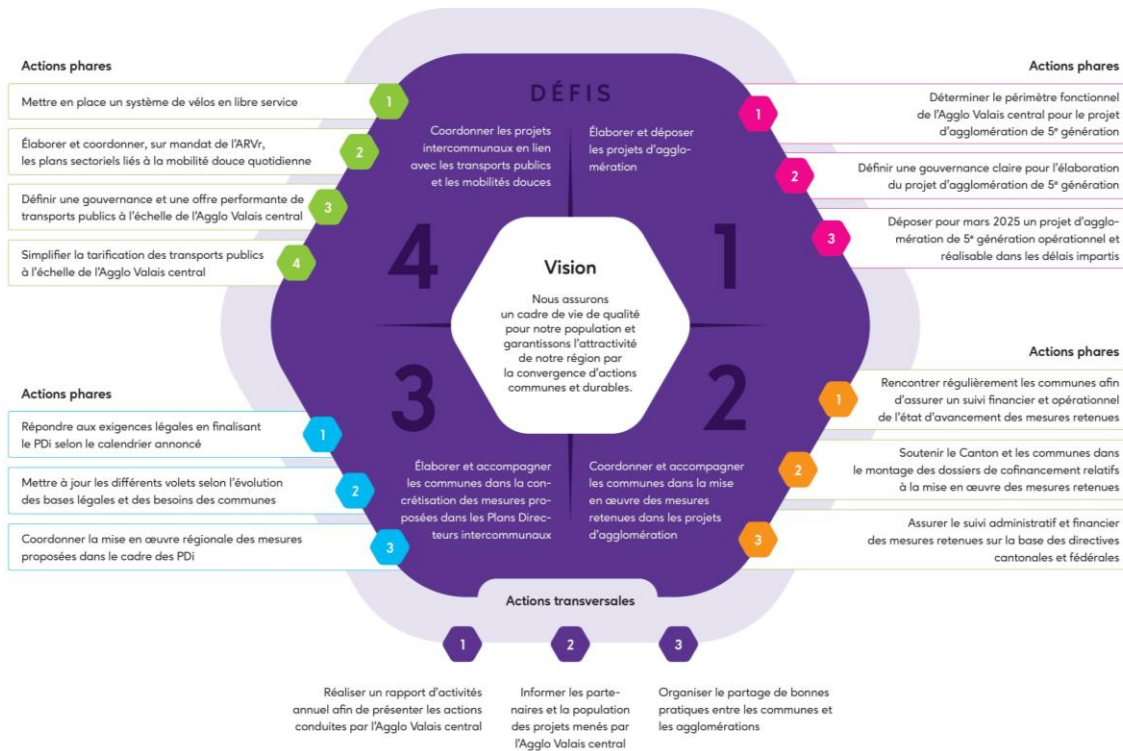 DÉFIS
Vision
Nous assurons
un cadre de vie de qualité
pour notre population et
garantissons l'attractivité
de notre région par
la convergence d'actions
communes et durables.
1
Élaborer et déposer
les projets d'agglo-
mération
Actions phares
1
Déterminer le périmètre fonctionnel
de l'Agglo Valais central pour le projet
d'agglomération de 5e génération
2
Définir une gouvernance claire pour l'élaboration
du projet d'agglomération de 5e génération
3
Déposer pour mars 2025 un projet d'agglo-
mération de 5e génération opérationnel et
réalisable dans les délais impartis
2
Coordonner et accompagner
les communes dans la mise
en œuvre des mesures
retenues dans les projets
d'agglomération
Actions phares
1
Rencontrer régulièrement les communes afin
d'assurer un suivi financier et opérationnel
de l'état d'avancement des mesures retenues
2
Soutenir le Canton et les communes dans
le montage des dossiers de cofinancement relatifs
à la mise en œuvre des mesures retenues
3
Assurer le suivi administratif et financier
des mesures retenues sur la base des directives
cantonales et fédérales
3
Élaborer et accompagner
les communes dans la con-
crétisation des mesures pro-
posées dans les Plans Direc-
teurs intercommunaux
Actions phares
1
Répondre aux exigences légales en finalisant
le PDi selon le calendrier annoncé
2
Mettre à jour les différents volets selon l'évolution
des bases légales et des besoins des communes
3
Coordonner la mise en œuvre régionale des mesures
proposées dans le cadre des PDi
4
Coordonner les projets
intercommunaux en lien
avec les transports publics
et les mobilités douces
Actions phares
1
Mettre en place un système de vélos en libre service
2
Élaborer et coordonner, sur mandat de l'ARVr,
les plans sectoriels liés à la mobilité douce quotidienne
3
Définir une gouvernance et une offre performante de
transports publics à l'échelle de l'Agglo Valais central
4
Simplifier la tarification des transports publics
à l'échelle de l'Agglo Valais central
Actions transversales
1
Réaliser un rapport d'activités
annuel afin de présenter les actions
conduites par l'Agglo Valais central
2
Informer les parte-
naires et la population
des projets menés par
l'Agglo Valais central
3
Organiser le partage de bonnes
pratiques entre les communes et
les agglomérations